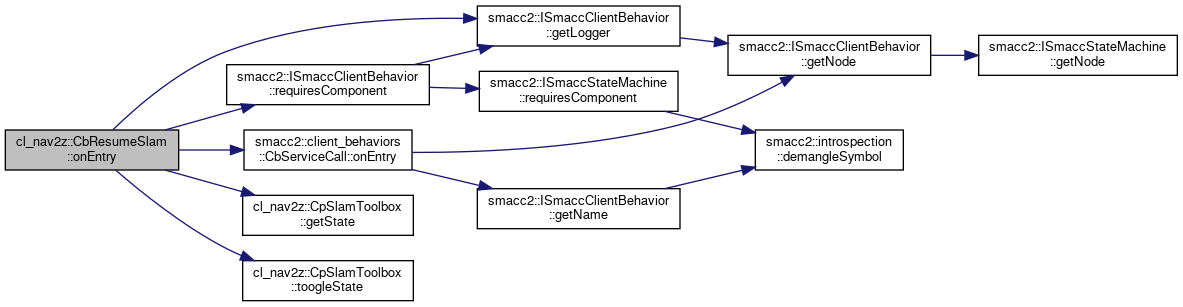 cl_nav2z::CbResumeSlam
::onEntry
smacc2::ISmaccClientBehavior
::requiresComponent
smacc2::client_behaviors
::CbServiceCall::onEntry
cl_nav2z::CpSlamToolbox
::getState
cl_nav2z::CpSlamToolbox
::toogleState
smacc2::ISmaccClientBehavior
::getLogger
smacc2::ISmaccStateMachine
::requiresComponent
smacc2::ISmaccClientBehavior
::getName
smacc2::ISmaccClientBehavior
::getNode
smacc2::introspection
::demangleSymbol
smacc2::ISmaccStateMachine
::getNode